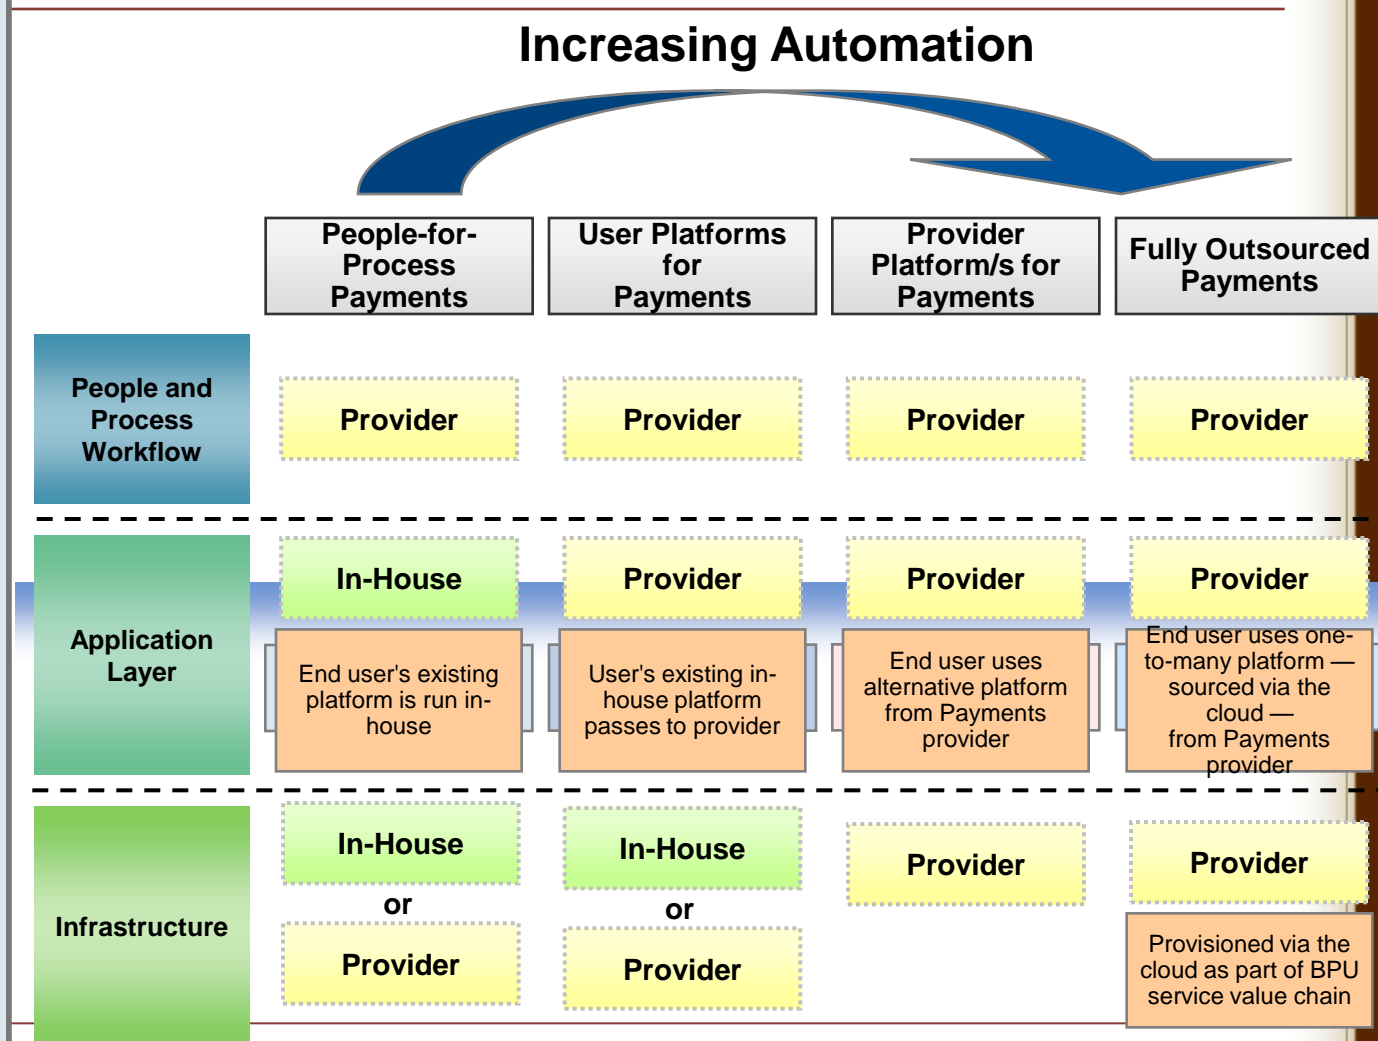 Increasing Automation
People-for-
Process
Payments
User Platforms
for
Payments
Provider
Platform/s for
Payments
Fully Outsourced
Payments
People and
Process
Workflow
Provider
Provider
Provider
Provider
Application
Layer
In-House
Provider
Provider
Provider
End user's existing
platform is run in-
house
User's existing in-
house platform
passes to provider
End user uses
alternative platform
from Payments
provider
End user uses one-
to-many platform —
sourced via the
cloud —
from Payments
provider
Infrastructure
In-House
or
Provider
In-House
or
Provider
Provider
Provider
Provisioned via the
cloud as part of BPU
service value chain